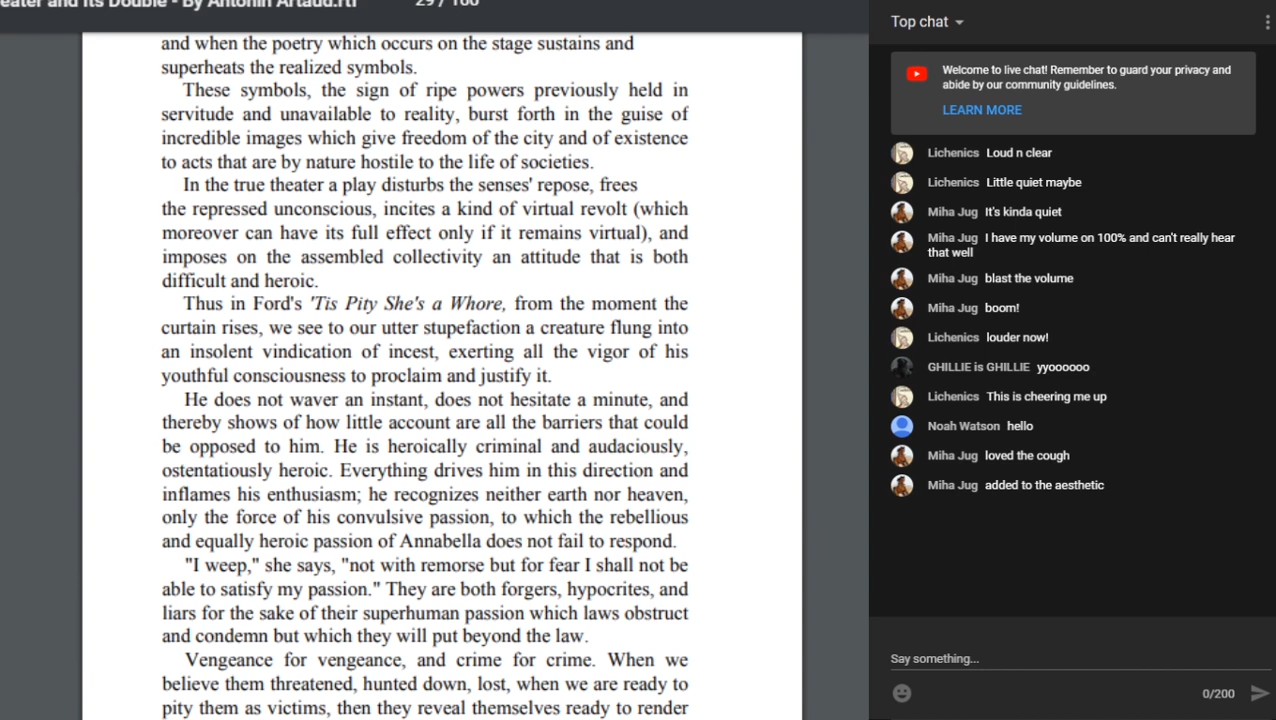 eater and Its Double - By Antonin Artaud.rtf
29 / 160
and when the poetry which occurs on the stage sustains and
superheats the realized symbols.
These symbols, the sign of ripe powers previously held in
servitude and unavailable to reality, burst forth in the guise of
incredible images which give freedom of the city and of existence
to acts that are by nature hostile to the life of societies.
In the true theater a play disturbs the senses' repose, frees
the repressed unconscious, incites a kind of virtual revolt (which
moreover can have its full effect only if it remains virtual), and
imposes on the assembled collectivity an attitude that is both
difficult and heroic.
Thus in Ford's 'Tis Pity She's a Whore, from the moment the
curtain rises, we see to our utter stupefaction a creature flung into
an insolent vindication of incest, exerting all the vigor of his
youthful consciousness to proclaim and justify it.
He does not waver an instant, does not hesitate a minute, and
thereby shows of how little account are all the barriers that could
be opposed to him. He is heroically criminal and audaciously,
ostentatiously heroic. Everything drives him in this direction and
inflames his enthusiasm; he recognizes neither earth nor heaven,
only the force of his convulsive passion, to which the rebellious
and equally heroic passion of Annabella does not fail to respond.
"I weep," she says, "not with remorse but for fear I shall not be
able to satisfy my passion." They are both forgers, hypocrites, and
liars for the sake of their superhuman passion which laws obstruct
and condemn but which they will put beyond the law.
Vengeance for vengeance, and crime for crime. When we
believe them threatened, hunted down, lost, when we are ready to
pity them as victims, then they reveal themselves ready to render
Top chat
Welcome to live chat! Remember to guard your privacy and
abide by our community guidelines.
LEARN MORE
Lichenics Loud n clear
Lichenics Little quiet maybe
Miha Jug It's kinda quiet
Miha Jug I have my volume on 100% and can't really hear
that well
Miha Jug blast the volume
Miha Jug boom!
Lichenics louder now!
GHILLIE is GHILLIE yyoooooo
Lichenics This is cheering me up
Noah Watson hello
Miha Jug loved the cough
Miha Jug added to the aesthetic
Say something...
0/200